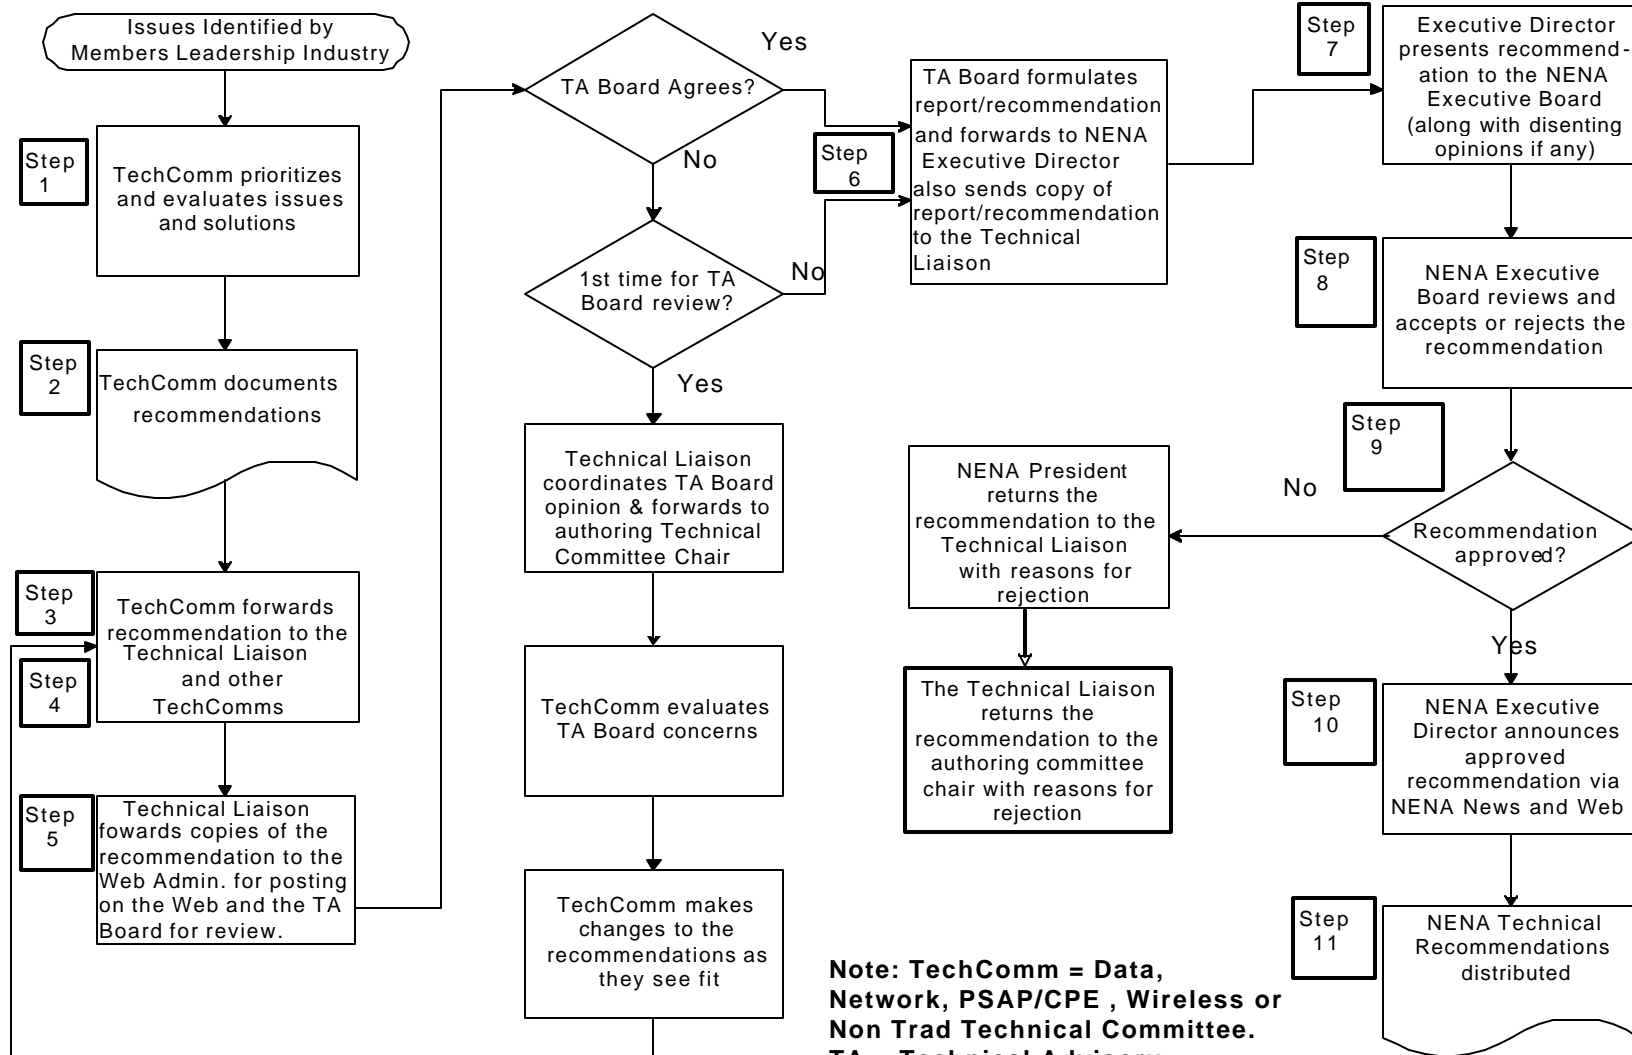 Issues Identified by
Members Leadership Industry
Step
1
TechComm prioritizes
and evaluates issues
and solutions
Step
2
TechComm documents
recommendations
Step
3
Step
4
TechComm forwards
recommendation to the
Technical Liaison
and other
TechComms
Step
5
Technical Liaison
fowards copies of the
recommendation to the
Web Admin. for posting
on the Web and the TA
Board for review.
TA Board Agrees?
Yes
No
1st time for TA
Board review?
No
Yes
Technical Liaison
coordinates TA Board
opinion & forwards to
authoring Technical
Committee Chair
TechComm evaluates
TA Board concerns
TechComm makes
changes to the
recommendations as
they see fit
Step
6
TA Board formulates
report/recommendation
and forwards to NENA
Executive Director
also sends copy of
report/recommendation
to the Technical
Liaison
Step
7
Executive Director
presents recommend-
ation to the NENA
Executive Board
(along with disenting
opinions if any)
Step
8
NENA Executive
Board reviews and
accepts or rejects the
recommendation
Step
9
Recommendation
approved?
No
Yes
NENA President
returns the
recommendation to the
Technical Liaison
with reasons for
rejection
The Technical Liaison
returns the
recommendation to the
authoring committee
chair with reasons for
rejection
Step
10
NENA Executive
Director announces
approved
recommendation via
NENA News and Web
Step
11
NENA Technical
Recommendations
distributed
Note: TechComm = Data,
Network, PSAP/CPE , Wireless or
Non Trad Technical Committee.
TA = Technical Advisory